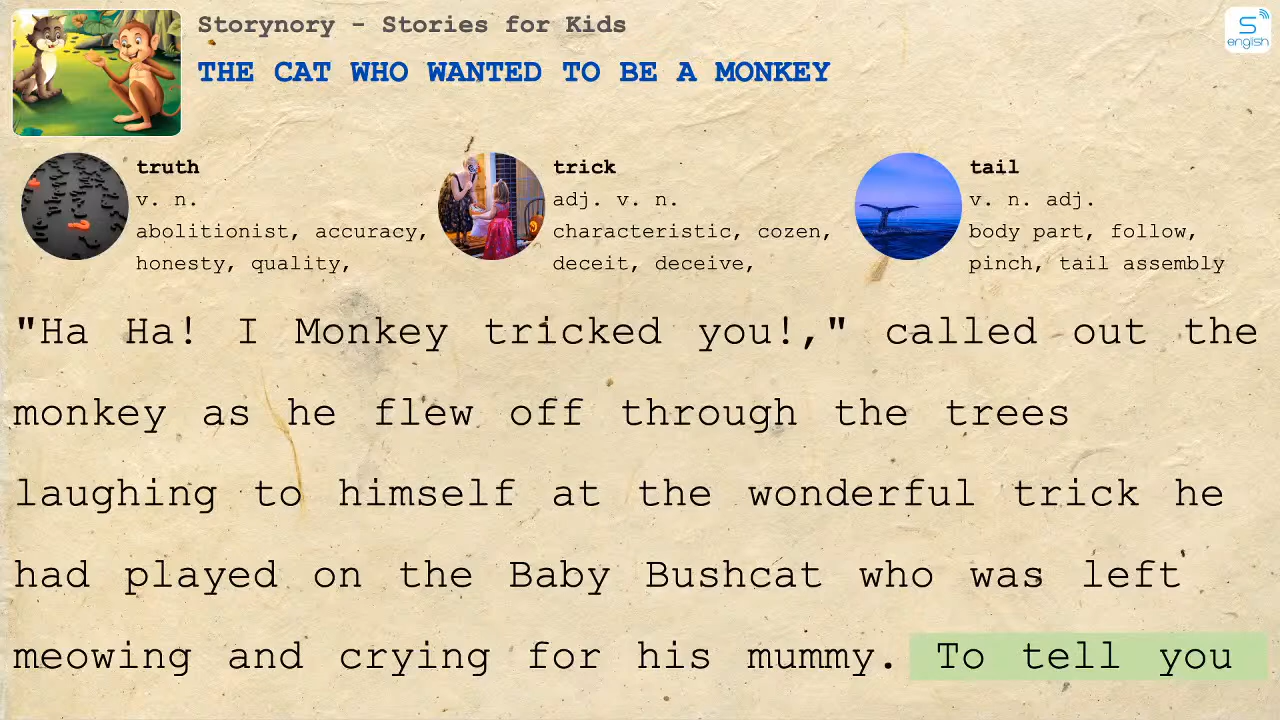 Storynory - Stories for Kids
THE CAT WHO WANTED TO BE A MONKEY
S
english
truth
v. n.
abolitionist, accuracy,
honesty, quality,
trick
adj. v. n.
characteristic, cozen,
deceit, deceive,
tail
v. n. adj.
body part, follow,
pinch, tail assembly
"Ha Ha! I Monkey tricked you!," called out the
monkey as he flew off through the trees
laughing to himself at the wonderful trick he
had played on the Baby Bushcat who was left
meowing and crying for his mummy. To tell you